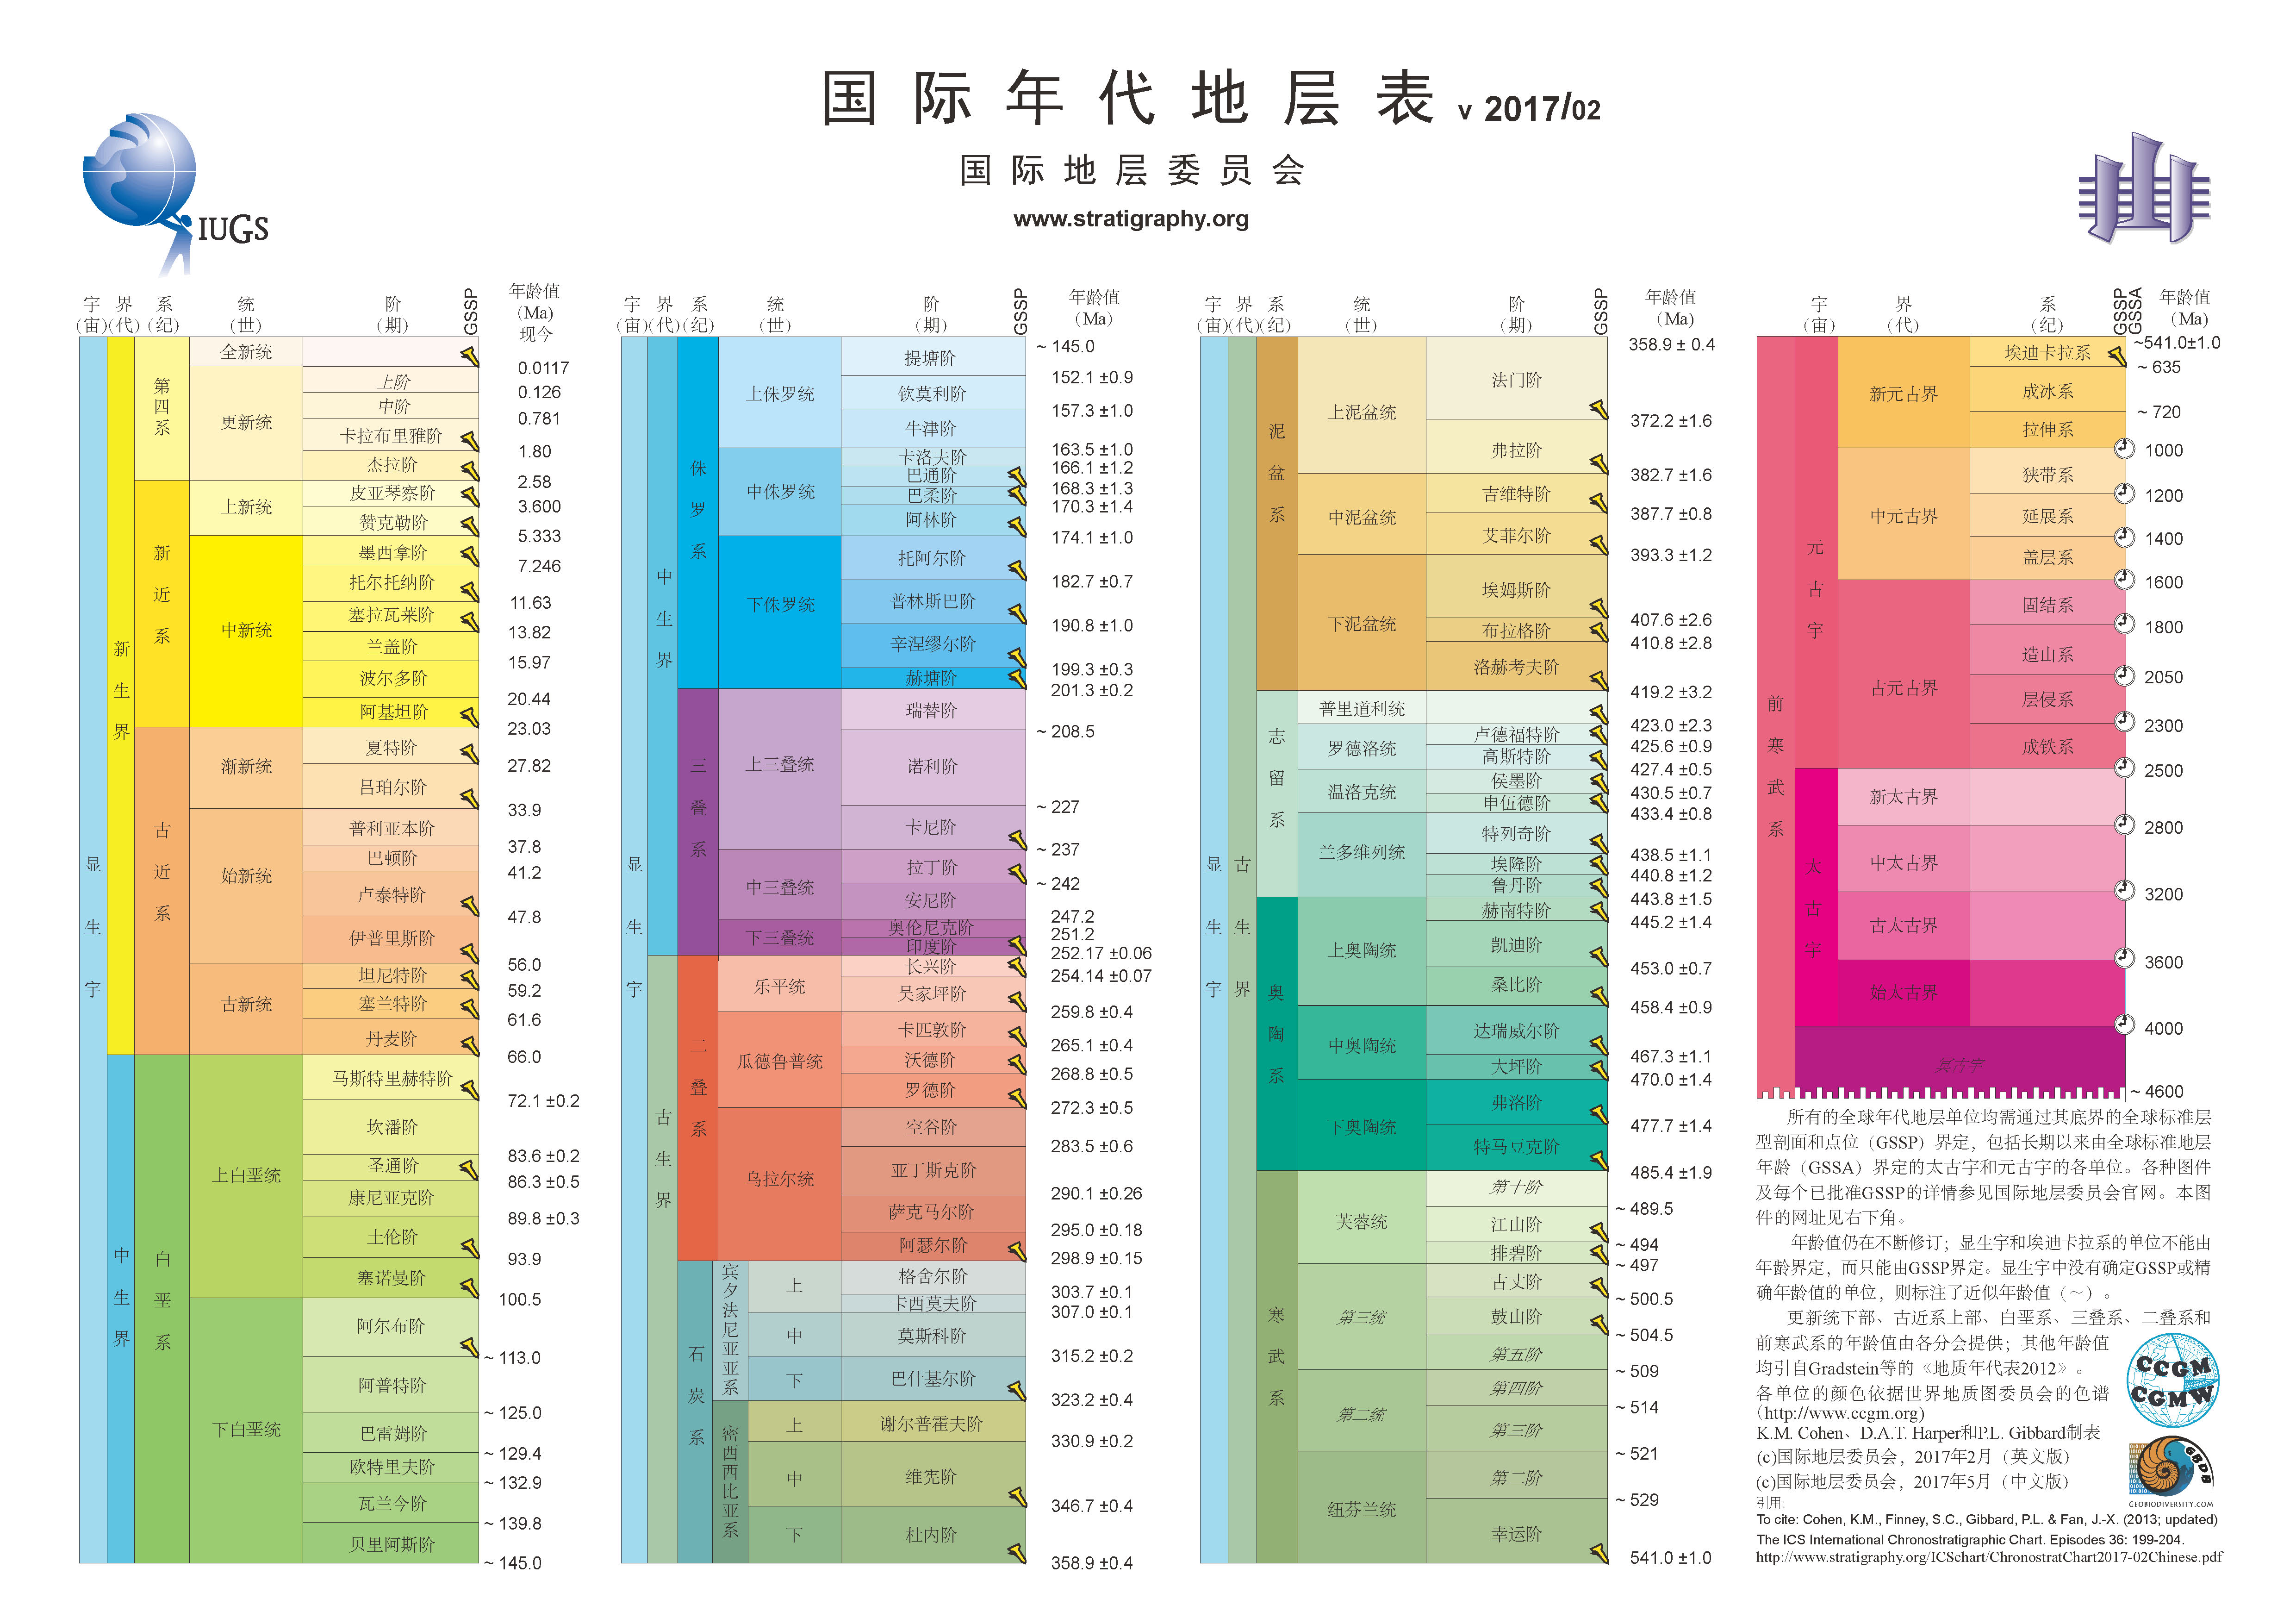 国际年代地层表 v 2017/02
国际地层委员会
www.stratigraphy.org
IUGS
宇(宙) 界(代) 系(纪) 统(世) 阶(期) GSSP 年龄值(Ma) 现今
显生宇
新生界
第四系
全新统
0.0117
更新统
上阶
0.126
中阶
0.781
卡拉布里雅阶
1.80
杰拉阶
2.58
新近系
上新统
皮亚琴察阶
3.600
赞克勒阶
5.333
中新统
墨西拿阶
7.246
托尔托纳阶
11.63
塞拉瓦莱阶
13.82
兰盖阶
15.97
波尔多阶
20.44
阿基坦阶
23.03
古近系
渐新统
夏特阶
27.82
吕珀尔阶
33.9
始新统
普利亚本阶
37.8
巴顿阶
41.2
卢泰特阶
47.8
伊普里斯阶
56.0
古新统
坦尼特阶
59.2
塞兰特阶
61.6
丹麦阶
66.0
中生界
白垩系
上白垩统
马斯特里赫特阶
72.1 ±0.2
坎潘阶
83.6 ±0.2
圣通阶
86.3 ±0.5
康尼亚克阶
89.8 ±0.3
土伦阶
93.9
塞诺曼阶
100.5
下白垩统
阿尔布阶
~ 113.0
阿普特阶
~ 125.0
巴雷姆阶
~ 129.4
欧特里夫阶
~ 132.9
瓦兰今阶
~ 139.8
贝里阿斯阶
~ 145.0
宇(宙) 界(代) 系(纪) 统(世) 阶(期) GSSP 年龄值(Ma)
~ 145.0
显生宇
中生界
侏罗系
上侏罗统
提塘阶
152.1 ±0.9
钦莫利阶
157.3 ±1.0
牛津阶
163.5 ±1.0
中侏罗统
卡洛夫阶
166.1 ±1.2
巴通阶
168.3 ±1.3
巴柔阶
170.3 ±1.4
阿林阶
174.1 ±1.0
下侏罗统
托阿尔阶
182.7 ±0.7
普林斯巴阶
190.8 ±1.0
辛涅缪尔阶
199.3 ±0.3
赫塘阶
201.3 ±0.2
三叠系
上三叠统
瑞替阶
~ 208.5
诺利阶
~ 227
卡尼阶
~ 237
中三叠统
拉丁阶
~ 242
安尼阶
247.2
下三叠统
奥伦尼克阶
251.2
印度阶
252.17 ±0.06
古生界
二叠系
乐平统
长兴阶
254.14 ±0.07
吴家坪阶
259.8 ±0.4
瓜德鲁普统
卡匹敦阶
265.1 ±0.4
沃德阶
268.8 ±0.5
罗德阶
272.3 ±0.5
乌拉尔统
空谷阶
283.5 ±0.6
亚丁斯克阶
290.1 ±0.26
萨克马尔阶
295.0 ±0.18
阿瑟尔阶
298.9 ±0.15
石炭系
宾夕法尼亚亚系
上
格舍尔阶
303.7 ±0.1
卡西莫夫阶
307.0 ±0.1
中
莫斯科阶
315.2 ±0.2
下
巴什基尔阶
323.2 ±0.4
密西西比亚系
上
谢尔普霍夫阶
330.9 ±0.2
中
维宪阶
346.7 ±0.4
下
杜内阶
358.9 ±0.4
宇(宙) 界(代) 系(纪) 统(世) 阶(期) GSSP 年龄值(Ma)
358.9 ± 0.4
显生宇
古生界
泥盆系
上泥盆统
法门阶
372.2 ±1.6
弗拉阶
382.7 ±1.6
中泥盆统
吉维特阶
387.7 ±0.8
艾菲尔阶
393.3 ±1.2
下泥盆统
埃姆斯阶
407.6 ±2.6
布拉格阶
410.8 ±2.8
洛赫考夫阶
419.2 ±3.2
志留系
普里道利统
423.0 ±2.3
罗德洛统
卢德福特阶
425.6 ±0.9
高斯特阶
427.4 ±0.5
温洛克统
侯墨阶
430.5 ±0.7
申伍德阶
433.4 ±0.8
兰多维列统
特列奇阶
438.5 ±1.1
埃隆阶
440.8 ±1.2
鲁丹阶
443.8 ±1.5
奥陶系
上奥陶统
赫南特阶
445.2 ±1.4
凯迪阶
453.0 ±0.7
桑比阶
458.4 ±0.9
中奥陶统
达瑞威尔阶
467.3 ±1.1
大坪阶
470.0 ±1.4
下奥陶统
弗洛阶
477.7 ±1.4
特马豆克阶
485.4 ±1.9
寒武系
芙蓉统
第十阶
~ 489.5
江山阶
~ 494
排碧阶
~ 497
第三统
古丈阶
~ 500.5
鼓山阶
~ 504.5
第五阶
~ 509
第二统
第四阶
~ 514
第三阶
~ 521
纽芬兰统
第二阶
~ 529
幸运阶
541.0 ±1.0
宇(宙) 界(代) 系(纪) GSSP GSSA 年龄值(Ma)
~541.0±1.0
前寒武系
元古宇
新元古界
埃迪卡拉系
~ 635
成冰系
~ 720
拉伸系
1000
中元古界
狭带系
1200
延展系
1400
盖层系
1600
古元古界
固结系
1800
造山系
2050
层侵系
2300
成铁系
2500
太古宇
新太古界
2800
中太古界
3200
古太古界
3600
始太古界
4000
冥古宇
~ 4600
所有的全球年代地层单位均需通过其底界的全球标准层
型剖面和点位（GSSP）界定，包括长期以来由全球标准地层
年龄（GSSA）界定的太古宇和元古宇的各单位。各种图件
及每个已批准GSSP的详情参见国际地层委员会官网。本图
件的网址见右下角。
年龄值仍在不断修订；显生宇和埃迪卡拉系的单位不能由
年龄界定，而只能由GSSP界定。显生宇中没有确定GSSP或精
确年龄值的单位，则标注了近似年龄值（～）。
更新统下部、古近系上部、白垩系、三叠系、二叠系和
前寒武系的年龄值由各分会提供；其他年龄值
均引自Gradstein等的《地质年代表2012》。
各单位的颜色依据世界地质图委员会的色谱
（http://www.ccgm.org)
K.M. Cohen、D.A.T. Harper和P.L. Gibbard制表
(c)国际地层委员会，2017年2月（英文版）
(c)国际地层委员会，2017年5月（中文版）
引用:
To cite: Cohen, K.M., Finney, S.C., Gibbard, P.L. & Fan, J.-X. (2013; updated)
The ICS International Chronostratigraphic Chart. Episodes 36: 199-204.
http://www.stratigraphy.org/ICSchart/ChronostratChart2017-02Chinese.pdf
CCGM
CGMW
GBDB
GEOBIODIVERSITY.COM